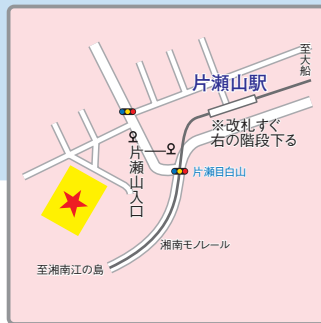 至大船
片瀬山駅
※改札すぐ
右の階段下る
片瀬山入口
片瀬目白山
湘南モノレール
至湘南江の島